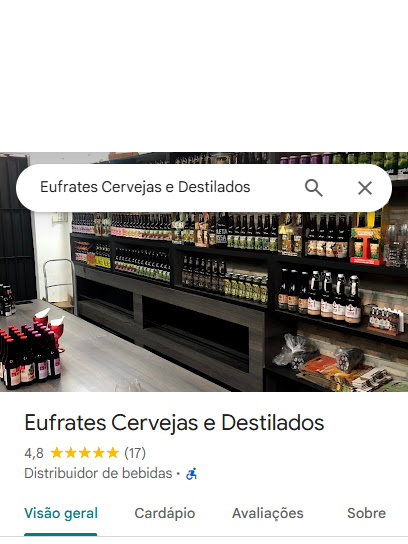 Eufrates Cervejas e Destilados
Eufrates Cervejas e Destilados
4,8 ★★★★★ (17)
Distribuidor de bebidas ·
Visão geral Cardápio Avaliações Sobre